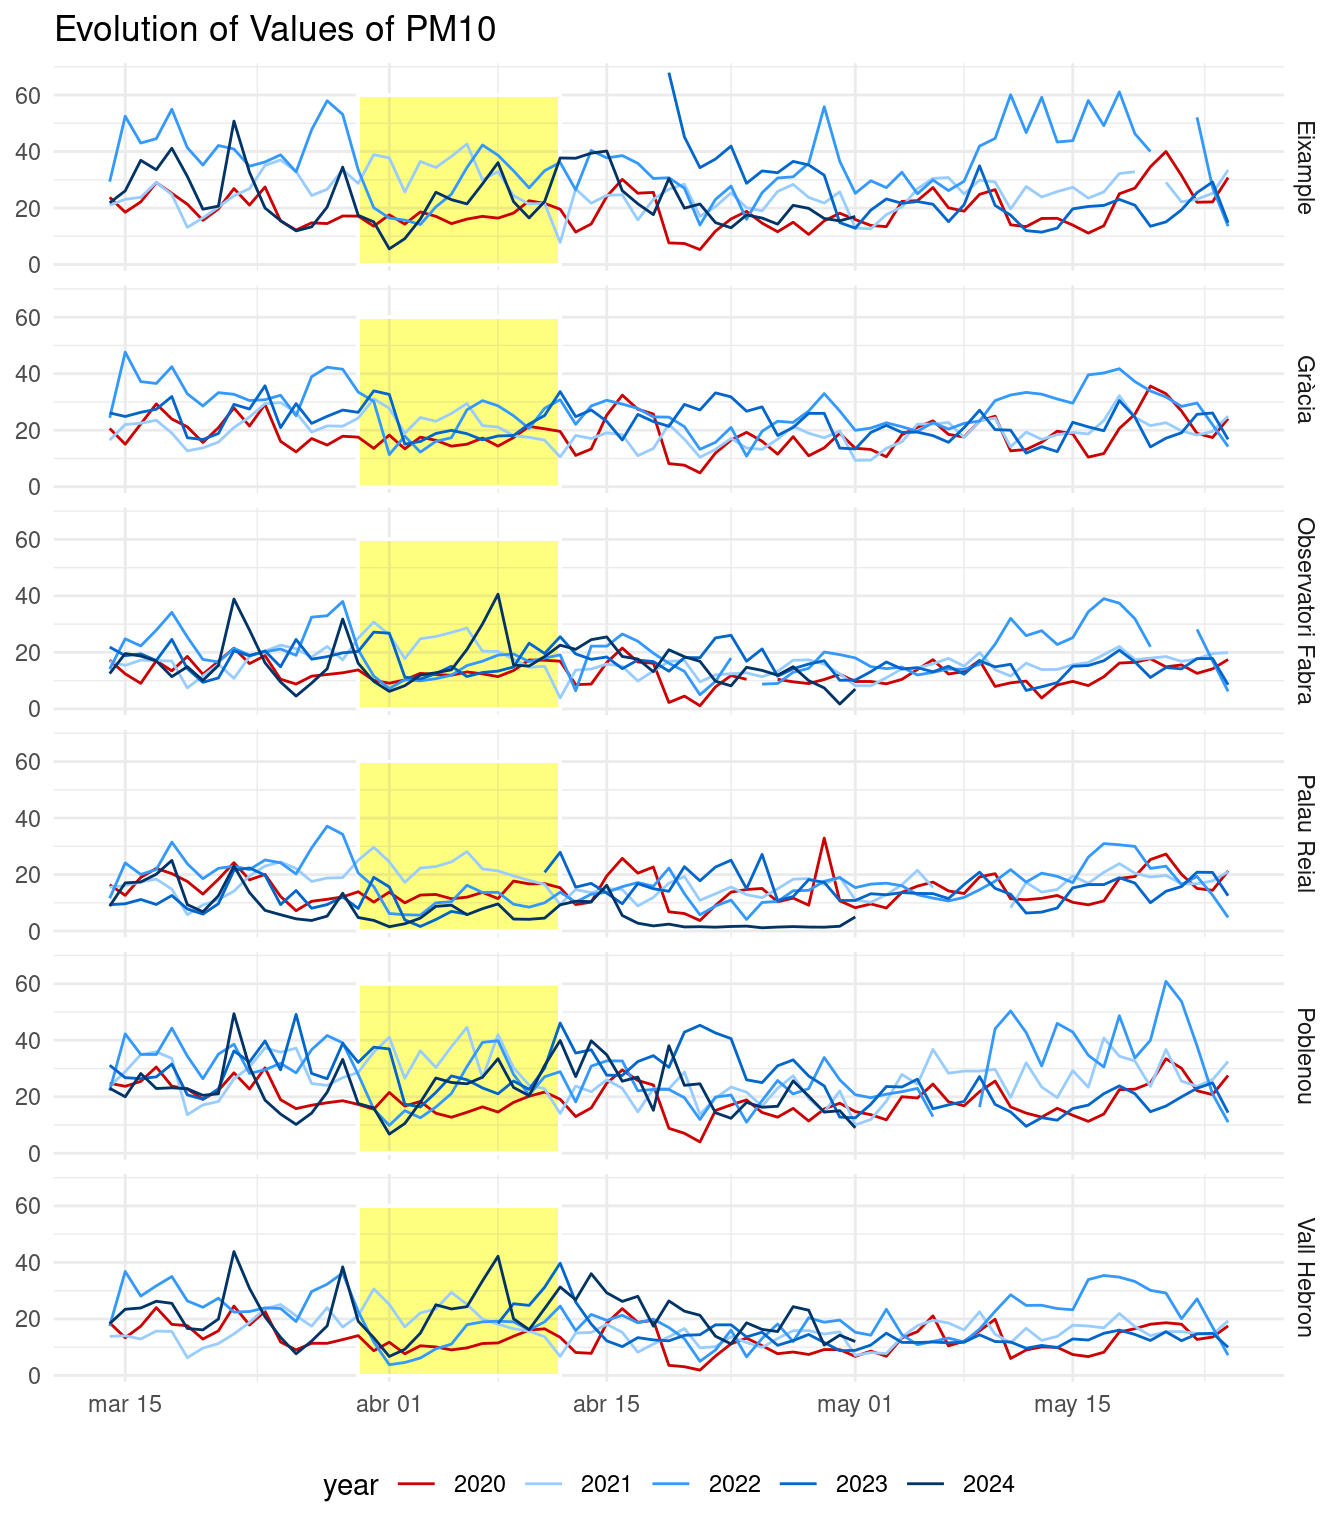 Evolution of Values of PM10
60
40
20
0
Eixample
60
40
20
0
Gràcia
60
40
20
0
Observatori Fabra
60
40
20
0
Palau Reial
60
40
20
0
Poblenou
60
40
20
0
Vall Hebron
mar 15 abr 01 abr 15 may 01 may 15
year 2020 2021 2022 2023 2024